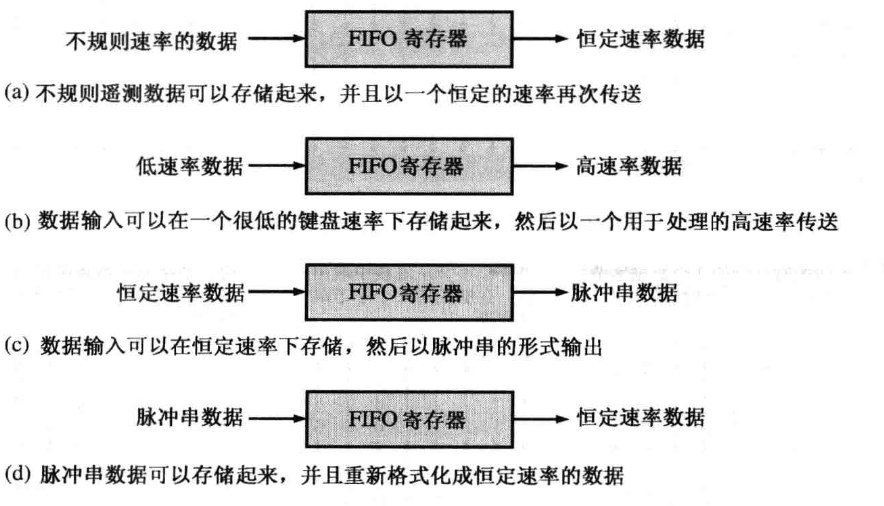 不规则速率的数据 FIFO 寄存器 恒定速率数据
(a) 不规则遥测数据可以存储起来，并且以一个恒定的速率再次传送
低速率数据 FIFO寄存器 高速率数据
(b) 数据输入可以在一个很低的键盘速率下存储起来，然后以一个用于处理的高速率传送
恒定速率数据 FIFO寄存器 脉冲串数据
(c) 数据输入可以在恒定速率下存储，然后以脉冲串的形式输出
脉冲串数据 FIFO 寄存器 恒定速率数据
(d) 脉冲串数据可以存储起来，并且重新格式化成恒定速率的数据